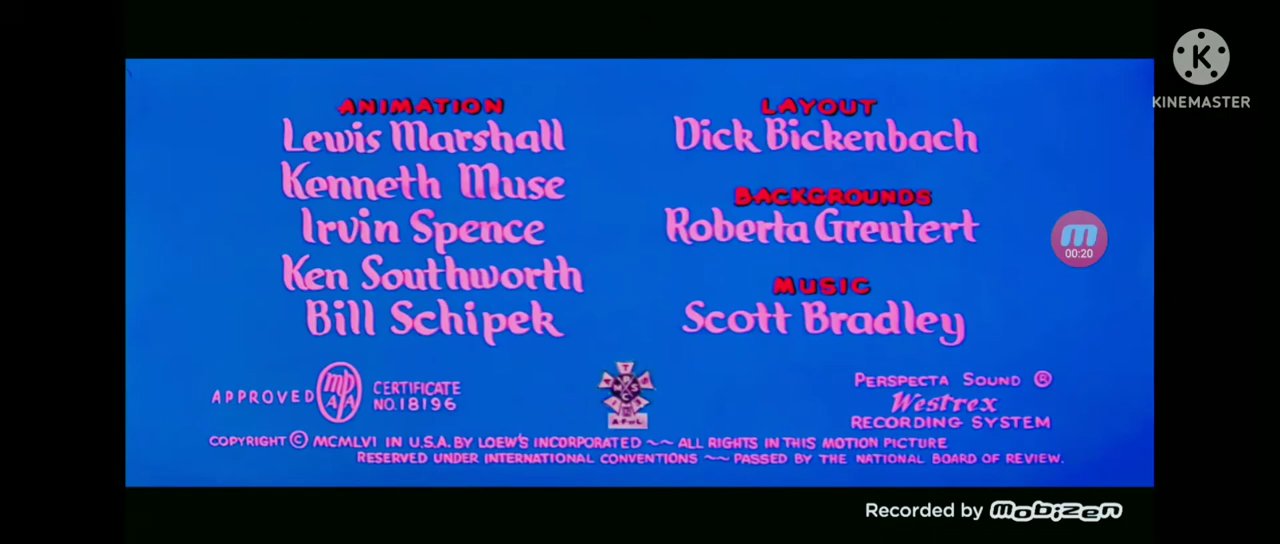 KINEMASTER
ANIMATION
Lewis Marshall
Kenneth Muse
Irvin Spence
Ken Southworth
Bill Schipek
LAYOUT
Dick Bickenbach
BACKGROUNDS
Roberta Greutert
MUSIC
Scott Bradley
00:20
APPROVED MPAA CERTIFICATE
NO.18196
AFofL
PERSPECTA SOUND ®
Westrex
RECORDING SYSTEM
COPYRIGHT © MCMLVI IN U.S.A. BY LOEW'S INCORPORATED ~~ ALL RIGHTS IN THIS MOTION PICTURE
RESERVED UNDER INTERNATIONAL CONVENTIONS ~~ PASSED BY THE NATIONAL BOARD OF REVIEW.
Recorded by mobizen